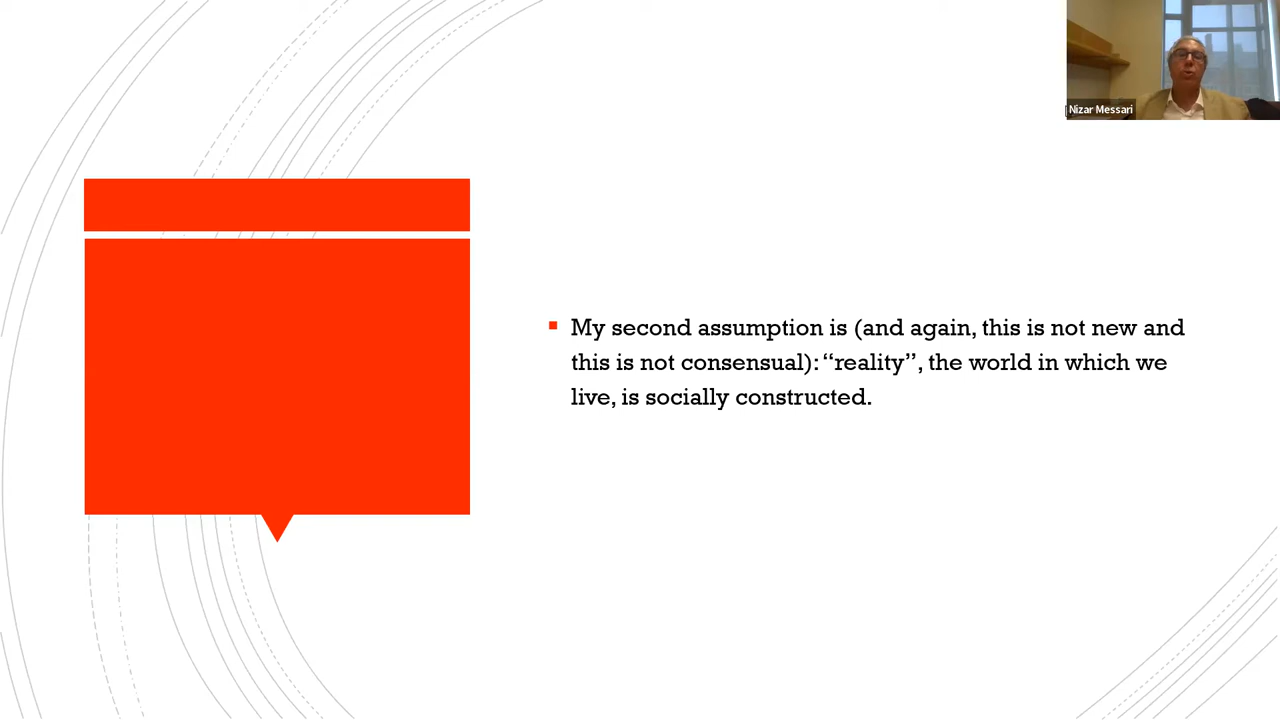 Nizar Messari
My second assumption is (and again, this is not new and
this is not consensual): “reality”, the world in which we
live, is socially constructed.